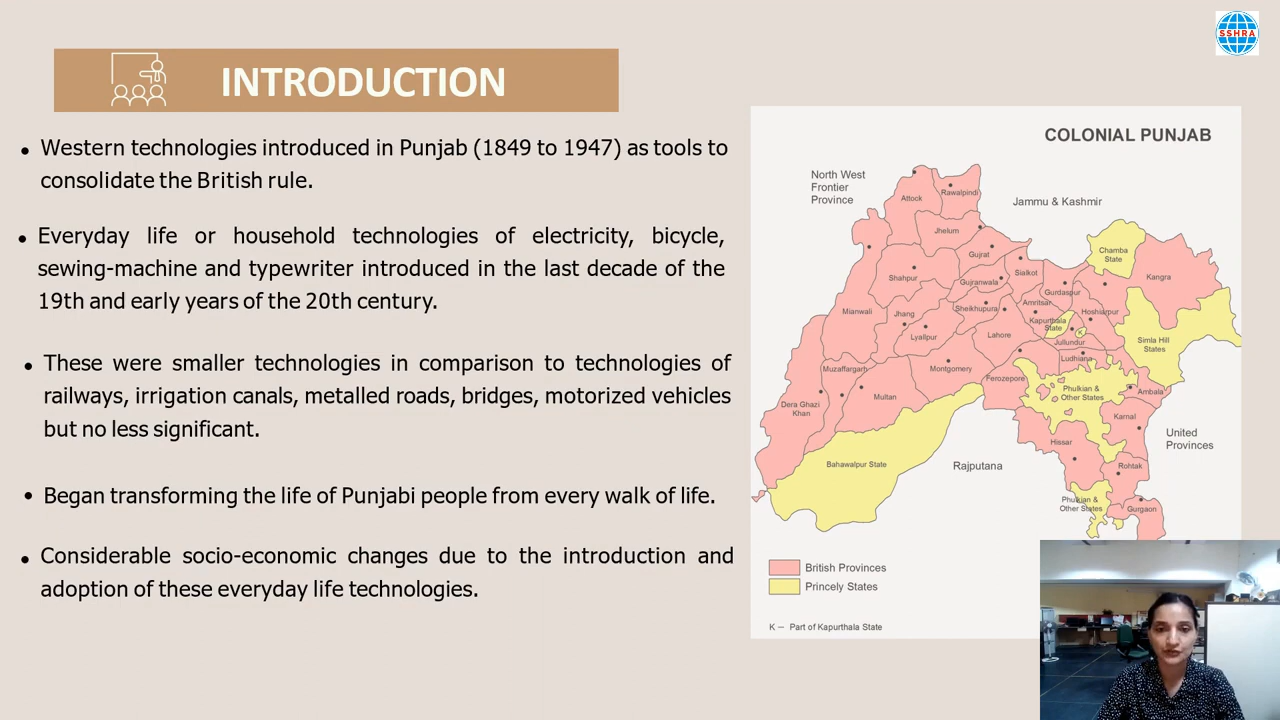 SSHRA
INTRODUCTION
• Western technologies introduced in Punjab (1849 to 1947) as tools to
consolidate the British rule.
• Everyday life or household technologies of electricity, bicycle,
sewing-machine and typewriter introduced in the last decade of the
19th and early years of the 20th century.
• These were smaller technologies in comparison to technologies of
railways, irrigation canals, metalled roads, bridges, motorized vehicles
but no less significant.
• Began transforming the life of Punjabi people from every walk of life.
• Considerable socio-economic changes due to the introduction and
adoption of these everyday life technologies.
COLONIAL PUNJAB
North West
Frontier
Province
Jammu & Kashmir
Attock
Rawalpindi
Jhelum
Chamba
State
Gujrat
Shahpur
Sialkot
Kangra
Gujranwala
Gurdaspur
Mianwali
Jhang
Sheikhupura
Amritsar
Hoshiarpur
Kapurthala
State
K
Lyallpur
Lahore
Jullundur
Simla Hill
States
Ludhiana
Muzaffargarh
Montgomery
Ferozepore
Phulkian &
Other States
Ambala
Dera Ghazi
Khan
Multan
Karnal
United
Provinces
Hissar
Bahawalpur State
Rajputana
Rohtak
Phulkian &
Other States
Gurgaon
British Provinces
Princely States
K – Part of Kapurthala State